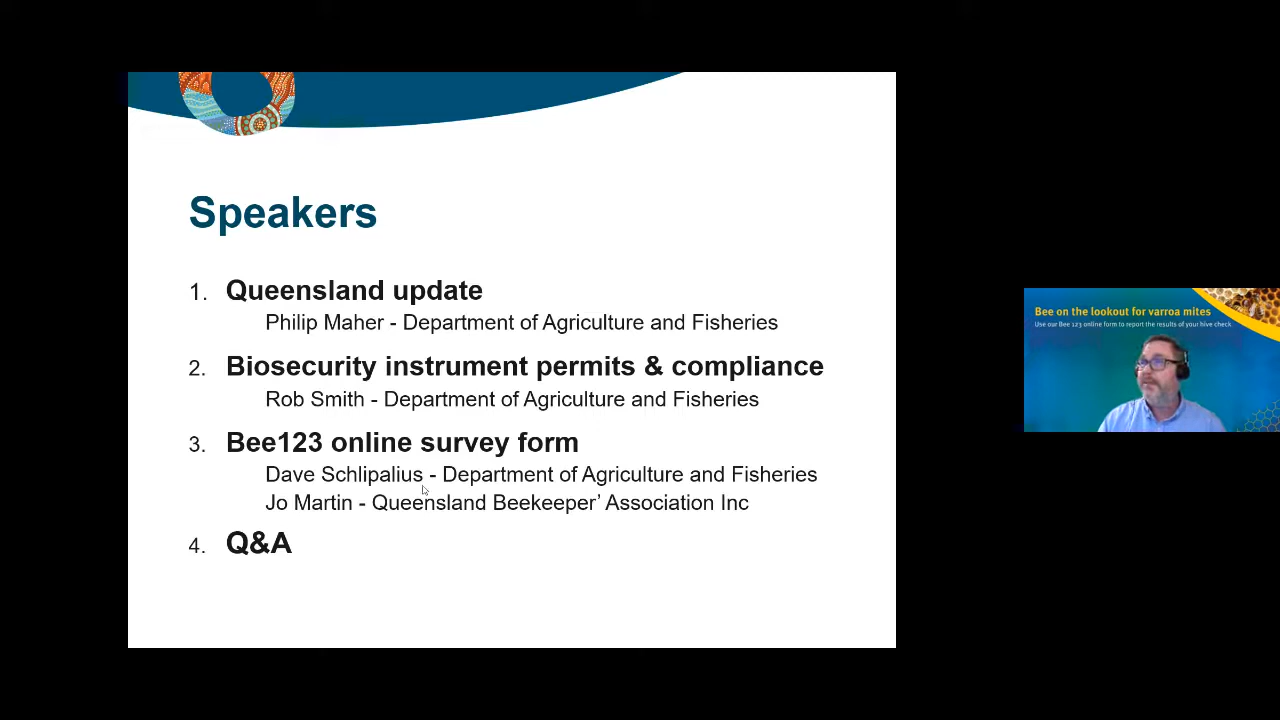 Speakers
1. Queensland update
Philip Maher - Department of Agriculture and Fisheries
2. Biosecurity instrument permits & compliance
Rob Smith - Department of Agriculture and Fisheries
3. Bee123 online survey form
Dave Schlipalius - Department of Agriculture and Fisheries
Jo Martin - Queensland Beekeeper’ Association Inc
4. Q&A
Bee on the lookout for varroa mites
Use our Bee 123 online form to report the results of your hive check